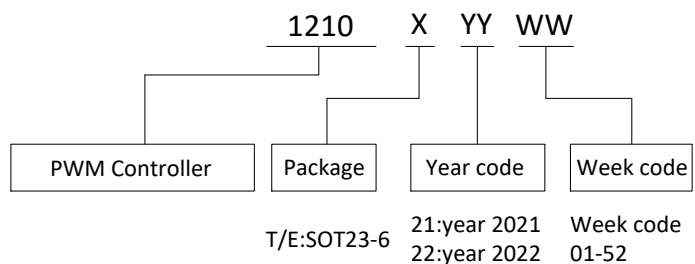 1210 X YY WW
PWM Controller Package Year code Week code
T/E:SOT23-6 21:year 2021 Week code
22:year 2022 01-52